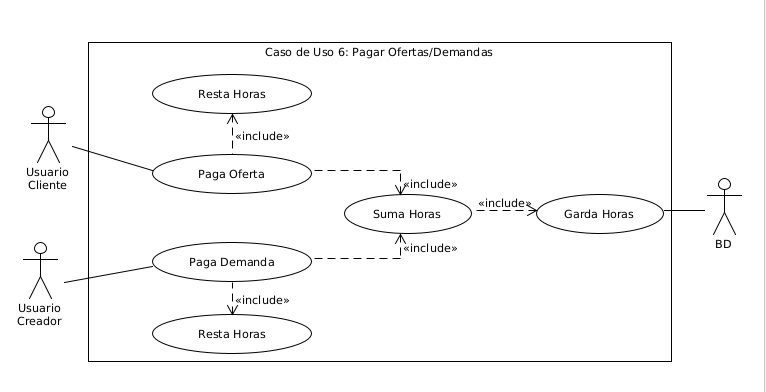 Caso de Uso 6: Pagar Ofertas/Demandas
Resta Horas
«include»
Usuario
Cliente
Paga Oferta
«include»
Suma Horas
«include»
Garda Horas
BD
«include»
Paga Demanda
Usuario
Creador
«include»
Resta Horas